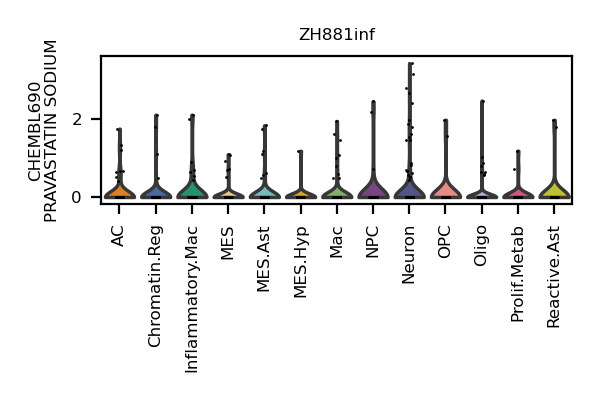 ZH881inf
CHEMBL690
PRAVASTATIN SODIUM
2
0
AC
Chromatin.Reg
Inflammatory.Mac
MES
MES.Ast
MES.Hyp
Mac
NPC
Neuron
OPC
Oligo
Prolif.Metab
Reactive.Ast